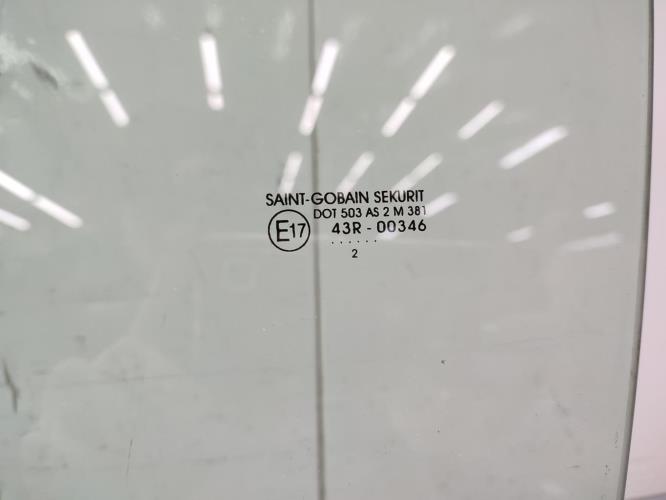 SAINT-GOBAIN SEKURIT
DOT 503 AS 2 M 381
E17 43R - 00346
......
2